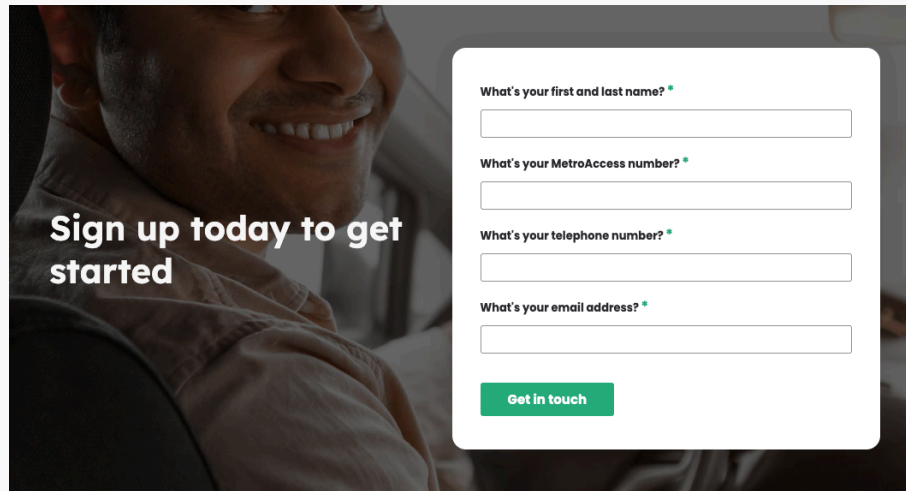 Sign up today to get
started
What's your first and last name? *
What's your MetroAccess number? *
What's your telephone number? *
What's your email address? *
Get in touch